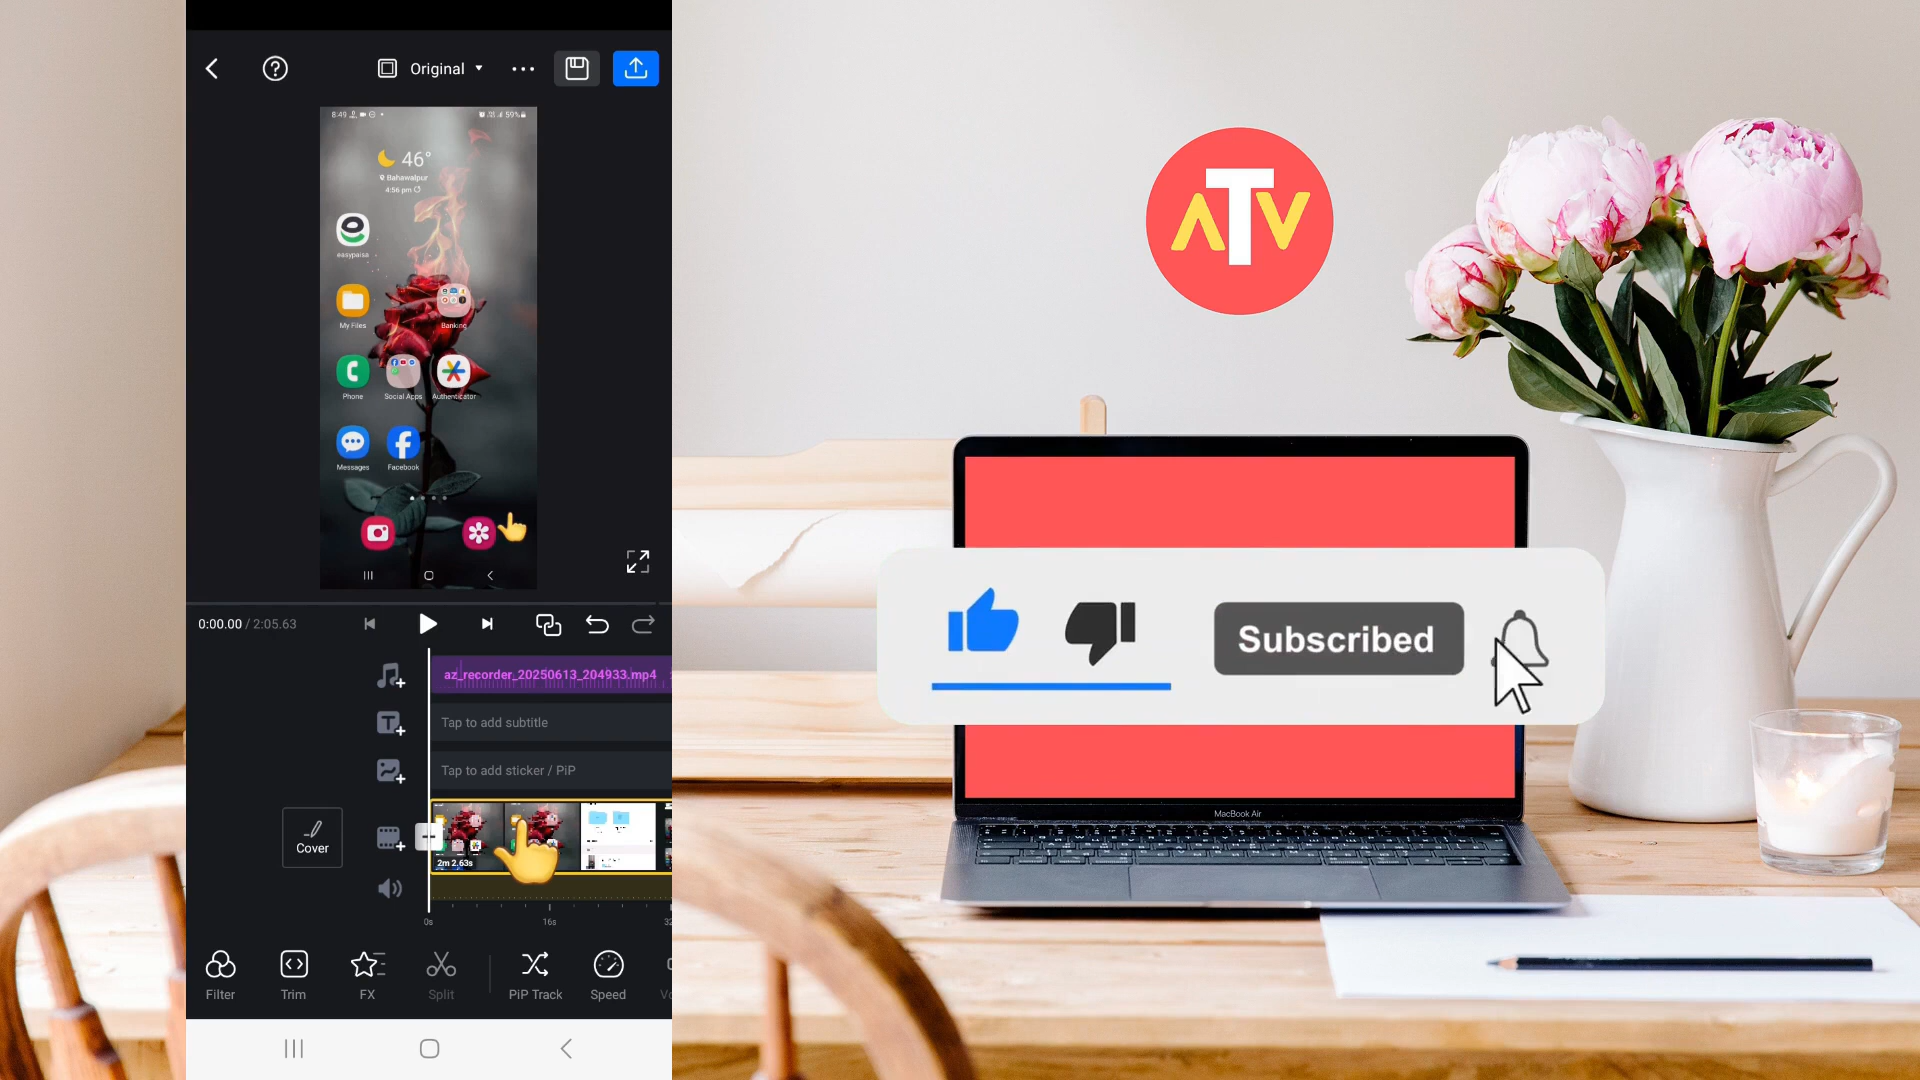 Original
8:49
59%
46°
Bahawalpur
4:56 pm
easypaisa
My Files
Banking
Phone
Social Apps
Authenticator
Messages
Facebook
0:00.00 / 2:05.63
az_recorder_20250613_204933.mp4
Tap to add subtitle
Tap to add sticker / PiP
Cover
2m 2.63s
0s
16s
32
Filter
Trim
FX
Split
PiP Track
Speed
Vo
ATV
Subscribed
MacBook Air